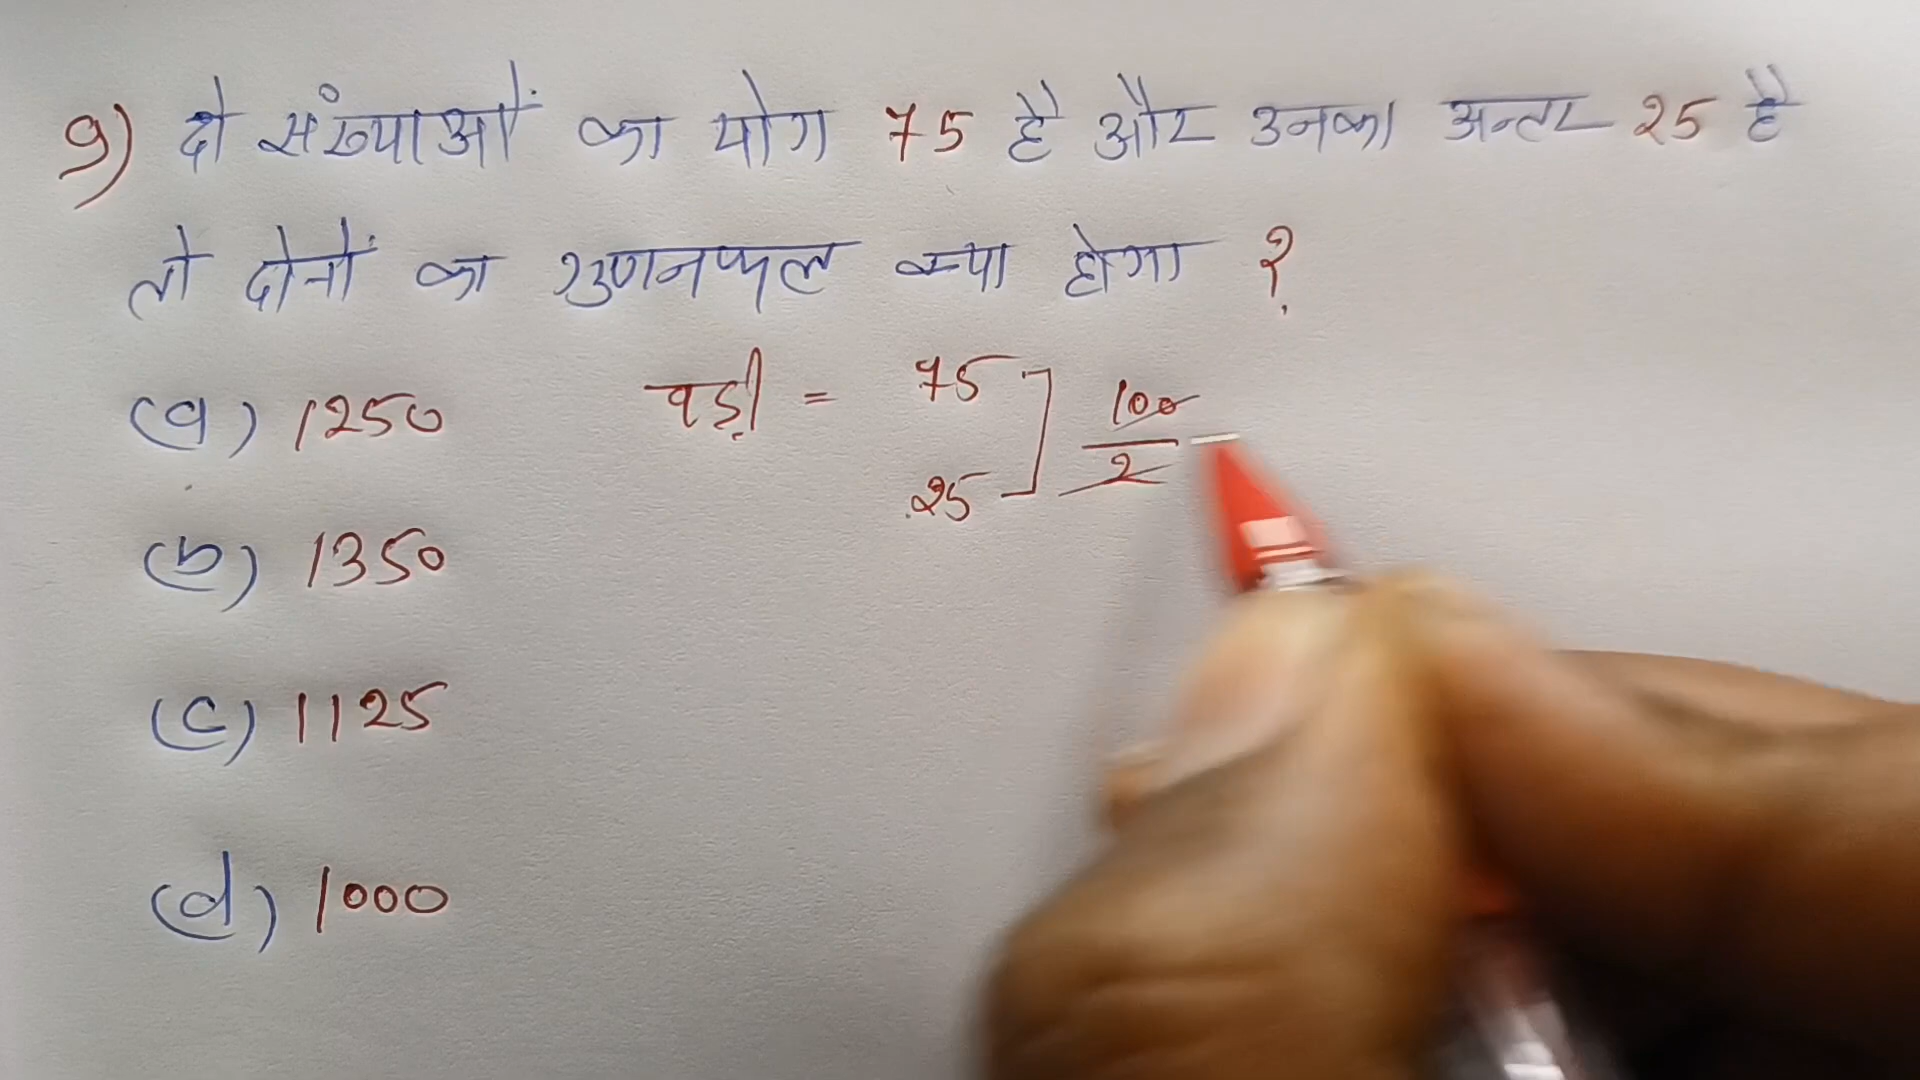 9) दो संख्याओं का योग 75 है और उनका अन्तर 25 है
तो दोनों का गुणनफल क्या होगा ?
(a) 1250
(b) 1350
(c) 1125
(d) 1000
बड़ी = 75
25
100
2